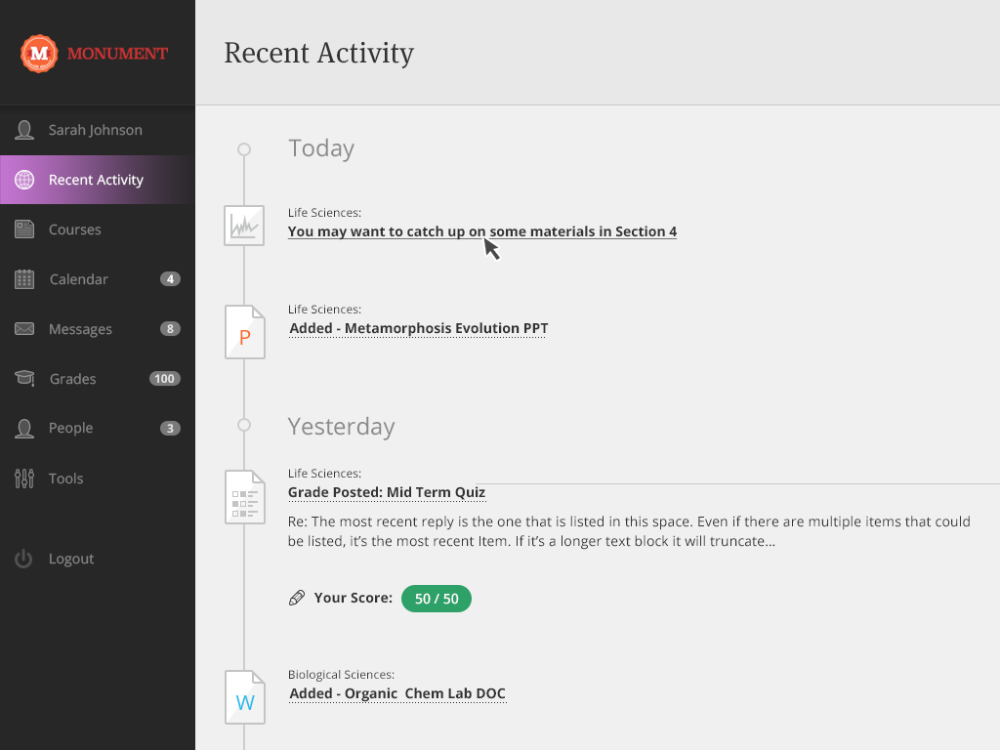 M MONUMENT
Recent Activity
Sarah Johnson
Recent Activity
Courses
Calendar 4
Messages 8
Grades 100
People 3
Tools
Logout
Today
Life Sciences:
You may want to catch up on some materials in Section 4
P
Life Sciences:
Added - Metamorphosis Evolution PPT
Yesterday
Life Sciences:
Grade Posted: Mid Term Quiz
Re: The most recent reply is the one that is listed in this space. Even if there are multiple items that could
be listed, it’s the most recent Item. If it’s a longer text block it will truncate...
Your Score: 50 / 50
W
Biological Sciences:
Added - Organic  Chem Lab DOC